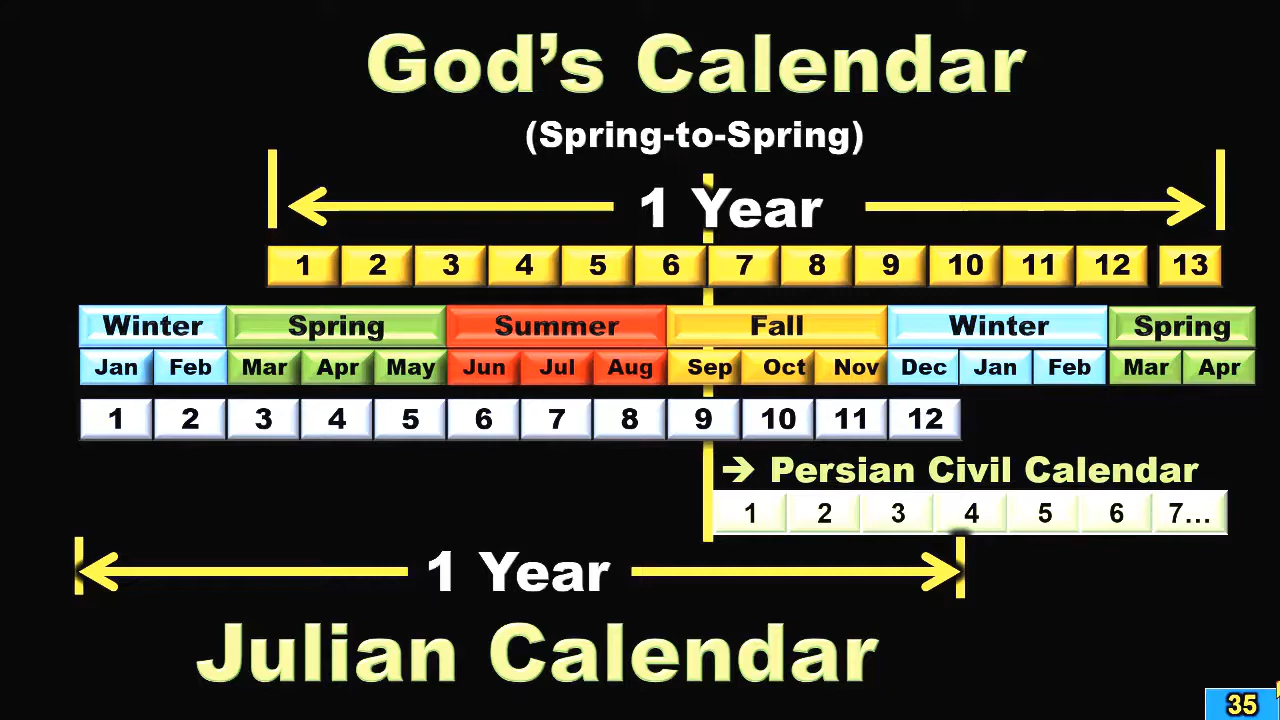 God's Calendar
(Spring-to-Spring)
1 Year
1 2 3 4 5 6 7 8 9 10 11 12 13
Winter Spring Summer Fall Winter Spring
Jan Feb Mar Apr May Jun Jul Aug Sep Oct Nov Dec Jan Feb Mar Apr
1 2 3 4 5 6 7 8 9 10 11 12
➔ Persian Civil Calendar
1 2 3 4 5 6 7...
1 Year
Julian Calendar
35